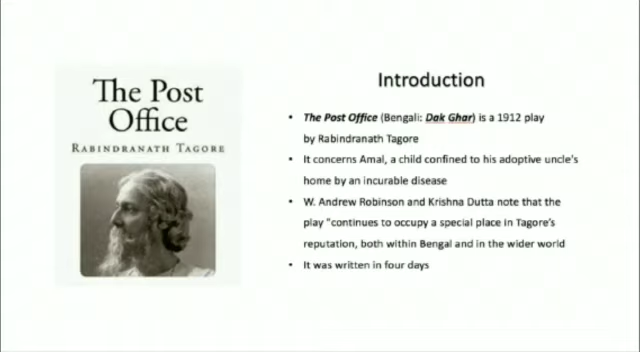 The Post
Office
RABINDRANATH TAGORE
Introduction
• The Post Office (Bengali: Dak Ghar) is a 1912 play
by Rabindranath Tagore
• It concerns Amal, a child confined to his adoptive uncle's
home by an incurable disease
• W. Andrew Robinson and Krishna Dutta note that the
play "continues to occupy a special place in Tagore's
reputation, both within Bengal and in the wider world
• It was written in four days